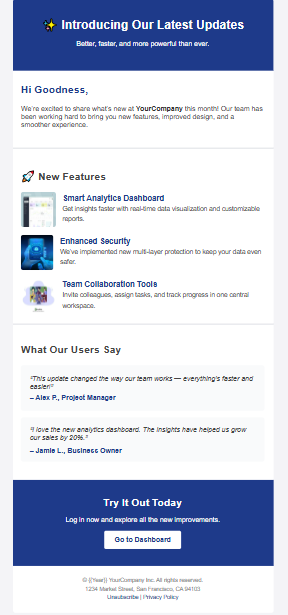 ✨ Introducing Our Latest Updates
Better, faster, and more powerful than ever.
Hi Goodness,
We're excited to share what's new at YourCompany this month! Our team has
been working hard to bring you new features, improved design, and a
smoother experience.
🚀 New Features
Smart Analytics Dashboard
Get insights faster with real-time data visualization and customizable
reports.
Enhanced Security
We've implemented new multi-layer protection to keep your data even
safer.
Team Collaboration Tools
Invite colleagues, assign tasks, and track progress in one central
workspace.
What Our Users Say
"This update changed the way our team works — everything's faster and
easier!"
– Alex P., Project Manager
"I love the new analytics dashboard. The insights have helped us grow
our sales by 20%."
– Jamie L., Business Owner
Try It Out Today
Log in now and explore all the new improvements.
Go to Dashboard
© {{Year}} YourCompany Inc. All rights reserved.
1234 Market Street, San Francisco, CA 94103
Unsubscribe | Privacy Policy